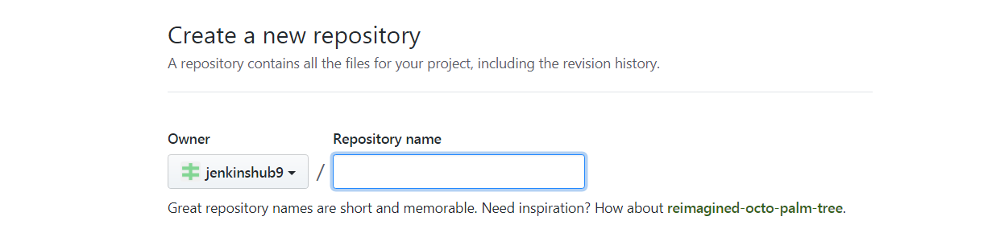 Create a new repository
A repository contains all the files for your project, including the revision history.
Owner
Repository name
jenkinshub9 /
Great repository names are short and memorable. Need inspiration? How about reimagined-octo-palm-tree.